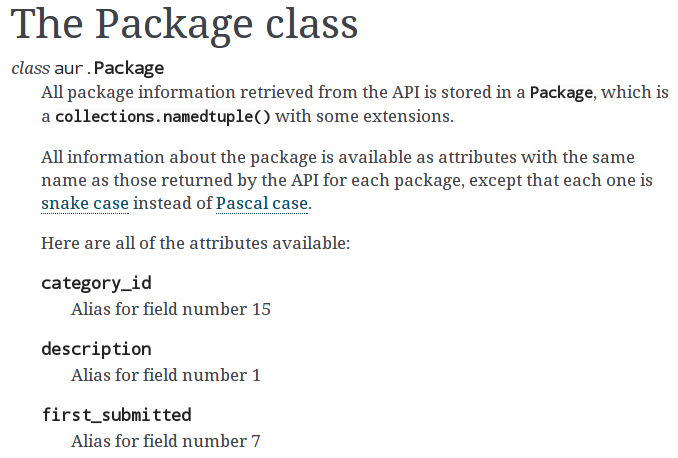 The Package class
class aur.Package
All package information retrieved from the API is stored in a Package, which is
a collections.namedtuple() with some extensions.
All information about the package is available as attributes with the same
name as those returned by the API for each package, except that each one is
snake case instead of Pascal case.
Here are all of the attributes available:
category_id
Alias for field number 15
description
Alias for field number 1
first_submitted
Alias for field number 7